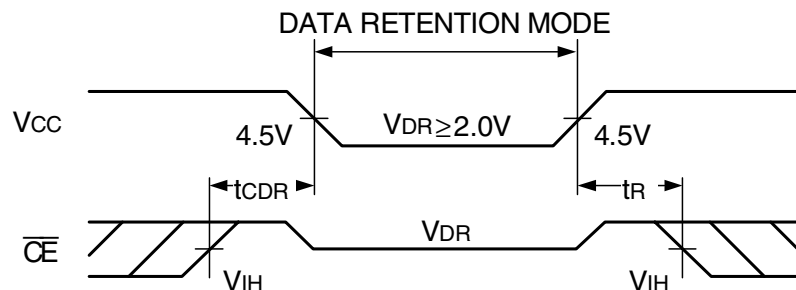 DATA RETENTION MODE
VCC
4.5V
VDR≥2.0V
4.5V
tCDR
tR
CE
VDR
VIH
VIH